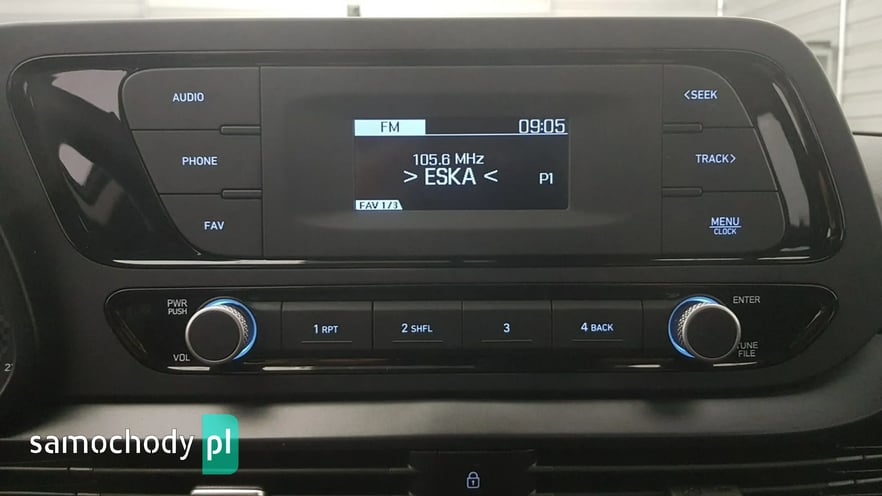 AUDIO
<SEEK
FM 09:05
PHONE
105.6 MHz
TRACK>
> ESKA < P1
FAV
FAV 1/3
MENU
CLOCK
PWR
PUSH
ENTER
1 RPT
2 SHFL
3
4 BACK
VOL
TUNE
FILE
samochody pl